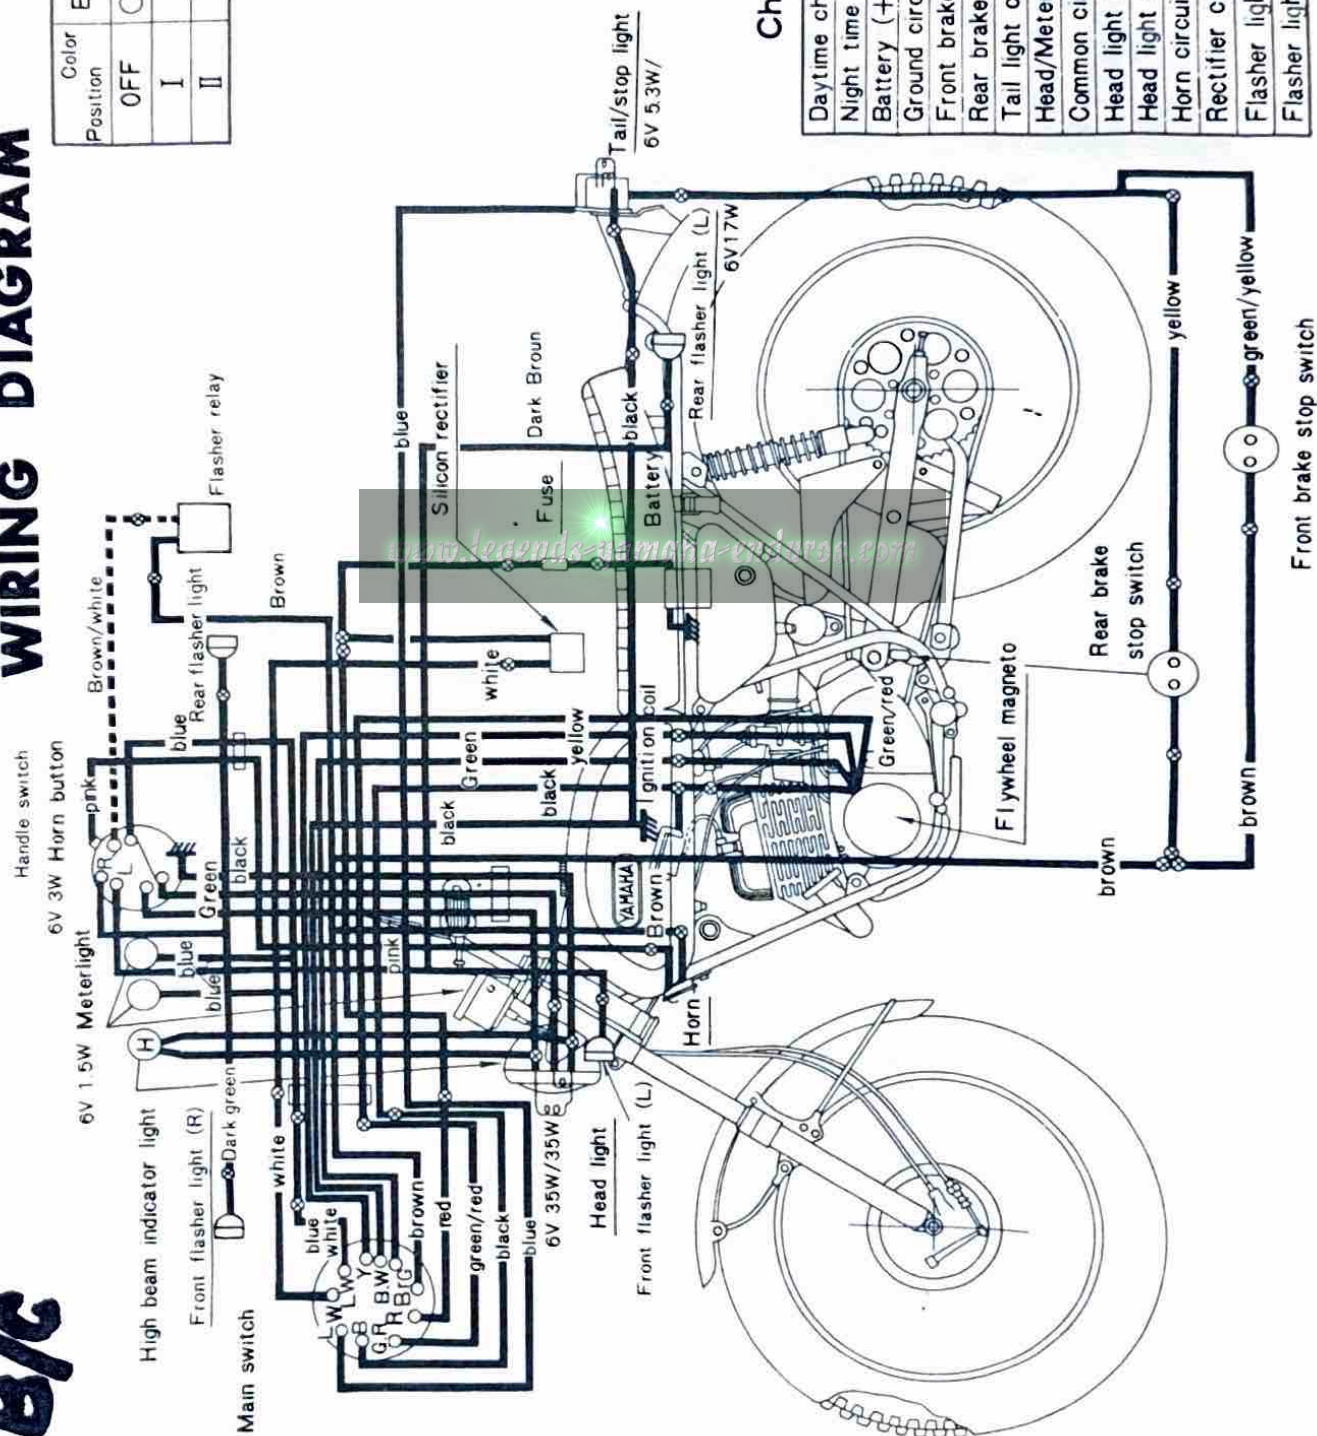 B/C WIRING DIAGRAM
Color
Position
OFF
I
II
Handle switch
6V 3W Horn button
6V 1.5W Meterlight
High beam indicator light
Front flasher light (R)
Main switch
Flasher relay
Brown/white
Rear flasher light
Brown
pink
blue
R
L
Green
black
blue
blue
H
Dark green
white
blue
white
L
W
L.W
Y
B.W
Br
G
B
G.R
R
brown
red
green/red
black
blue
6V 35W/35W
Head light
Front flasher light (L)
Horn
pink
Brown
YAMAHA
black
black
Green
yellow
white
Ignition coil
Silicon rectifier
blue
Dark Broun
Fuse
Battery
black
Rear flasher light (L)
6V17W
Tail/stop light
6V 5.3W/
www.legends-yamaha-enduros.com
Green/red
Flywheel magneto
Rear brake
stop switch
yellow
green/yellow
Front brake stop switch
brown
brown
Ch
Daytime ch
Night time
Battery (+
Ground circ
Front brake
Rear brake
Tail light c
Head/Mete
Common ci
Head light
Head light
Horn circui
Rectifier c
Flasher lig
Flasher ligh